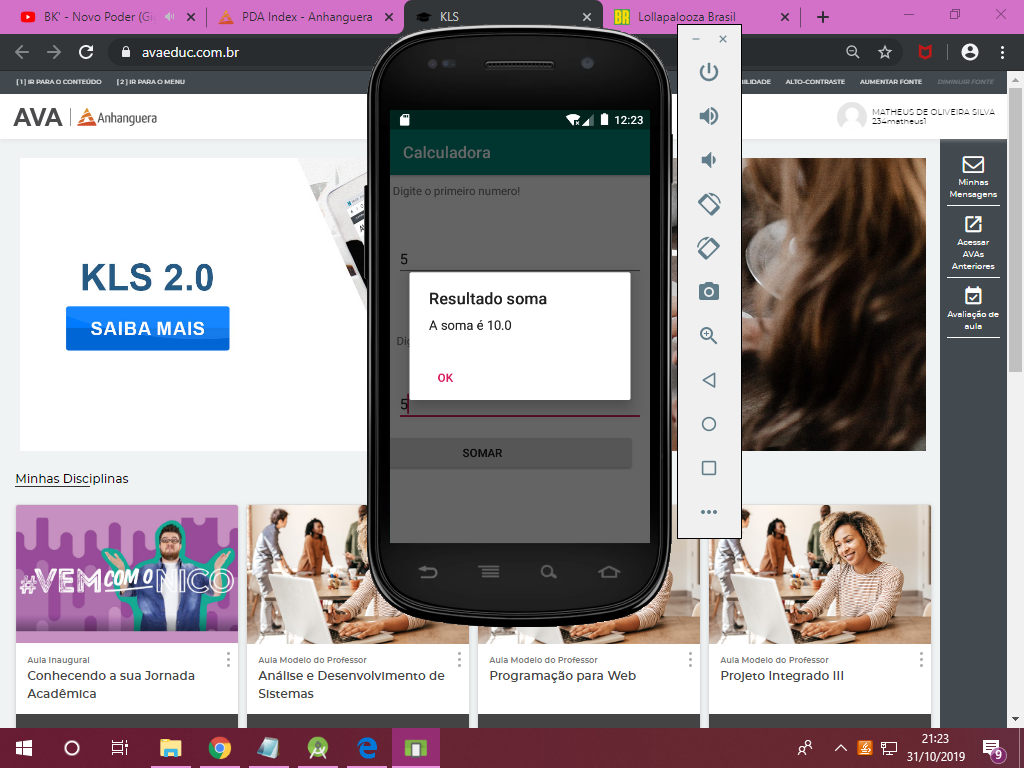 BK' - Novo Poder (Gi
PDA Index - Anhanguera
KLS
Lollapalooza Brasil
avaeduc.com.br
[1] IR PARA O CONTEÚDO
[2] IR PARA O MENU
BILIDADE
ALTO-CONTRASTE
AUMENTAR FONTE
DIMINUIR FONTE
AVA
Anhanguera
MATHEUS DE OLIVEIRA SILVA
234matheus1
12:23
Calculadora
Digite o primeiro numero!
5
Resultado soma
A soma é 10.0
OK
Dig
5
SOMAR
KLS 2.0
SAIBA MAIS
Minhas
Mensagens
Acessar
AVAs
Anteriores
Avaliação de
aula
Minhas Disciplinas
#VEM COM O NICO
Aula Inaugural
Conhecendo a sua Jornada
Acadêmica
Aula Modelo do Professor
Análise e Desenvolvimento de
Sistemas
Aula Modelo do Professor
Programação para Web
Aula Modelo do Professor
Projeto Integrado III
21:23
31/10/2019
9